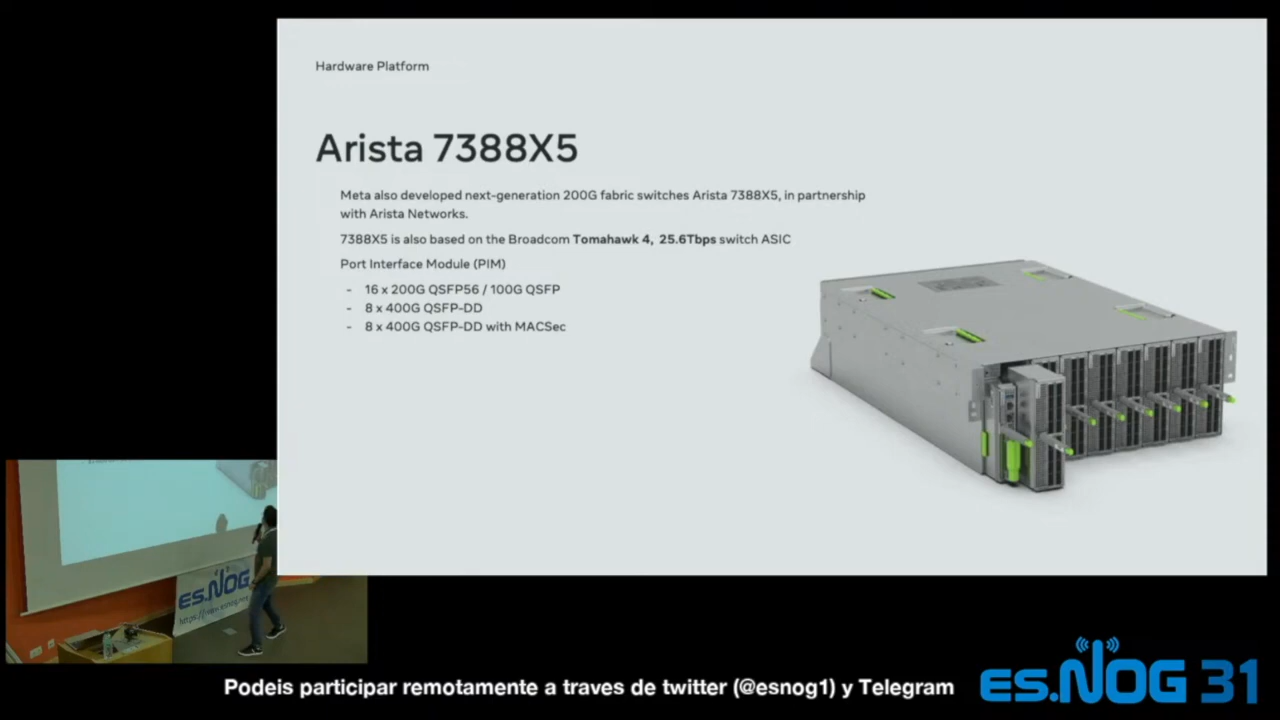 Hardware Platform
Arista 7388X5
Meta also developed next-generation 200G fabric switches Arista 7388X5, in partnership
with Arista Networks.
7388X5 is also based on the Broadcom Tomahawk 4, 25.6Tbps switch ASIC
Port Interface Module (PIM)
- 16 x 200G QSFP56 / 100G QSFP
- 8 x 400G QSFP-DD
- 8 x 400G QSFP-DD with MACSec
es.NOG
Podeis participar remotamente a traves de twitter (@esnog1) y Telegram
es.NOG 31